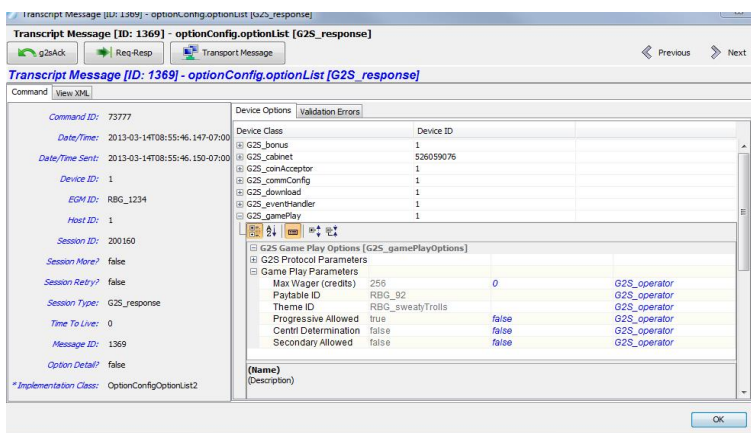 Transcript Message [ID: 1369] - optionConfig.optionList [G2S_response]
Transcript Message [ID: 1369] - optionConfig.optionList [G2S_response]
g2sAck Req-Resp Transport Message Previous Next
Transcript Message [ID: 1369] - optionConfig.optionList [G2S_response]
Command View XML
Command ID: 73777
Date/Time: 2013-03-14T08:55:46.147-07:00
Date/Time Sent: 2013-03-14T08:55:46.150-07:00
Device ID: 1
EGM ID: RBG_1234
Host ID: 1
Session ID: 200160
Session More? false
Session Retry? false
Session Type: G2S_response
Time To Live: 0
Message ID: 1369
Option Detail? false
* Implementation Class: OptionConfigOptionList2
Device Options Validation Errors
Device Class Device ID
G2S_bonus 1
G2S_cabinet 526059076
G2S_coinAcceptor 1
G2S_commConfig 1
G2S_download 1
G2S_eventHandler 1
G2S_gamePlay 1
G2S Game Play Options [G2S_gamePlayOptions]
G2S Protocol Parameters
Game Play Parameters
Max Wager (credits) 256 0 G2S_operator
Paytable ID RBG_92 G2S_operator
Theme ID RBG_sweatyTrolls G2S_operator
Progressive Allowed true false G2S_operator
Centrl Determination false false G2S_operator
Secondary Allowed false false G2S_operator
(Name)
(Description)
OK